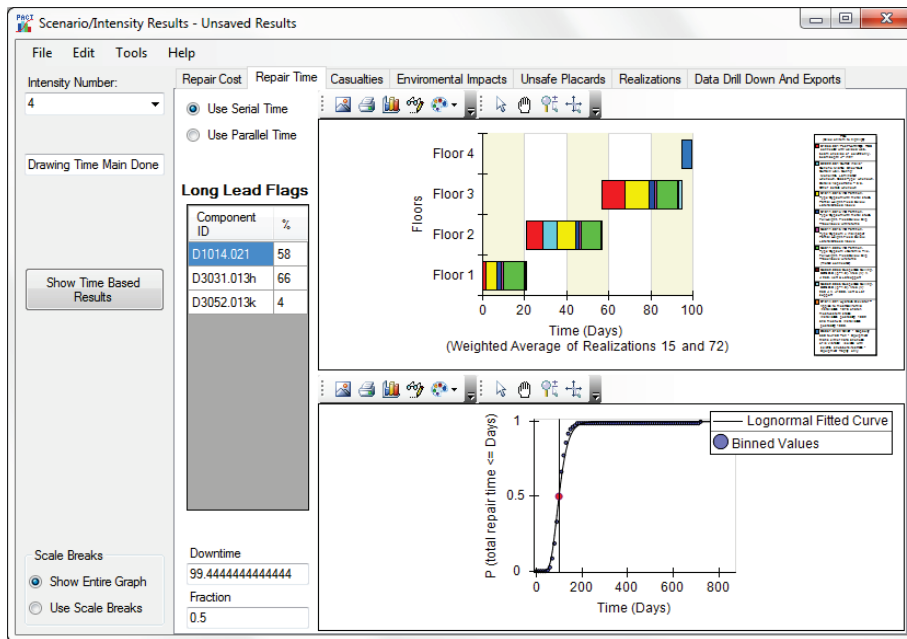 PACT
Scenario/Intensity Results - Unsaved Results
File Edit Tools Help
Intensity Number:
4
Drawing Time Main Done
Show Time Based
Results
Scale Breaks
Show Entire Graph
Use Scale Breaks
Repair Cost Repair Time Casualties Enviromental Impacts Unsafe Placards Realizations Data Drill Down And Exports
Use Serial Time
Use Parallel Time
Long Lead Flags
Component ID %
D1014.021 58
D3031.013h 66
D3052.013k 4
Downtime
99.4444444444444
Fraction
0.5
Floors
Floor 4
Floor 3
Floor 2
Floor 1
0 20 40 60 80 100
Time (Days)
(Weighted Average of Realizations 15 and 72)
P (total repair time <= Days)
1
0.5
0
0 200 400 600 800
Time (Days)
Lognormal Fitted Curve
Binned Values